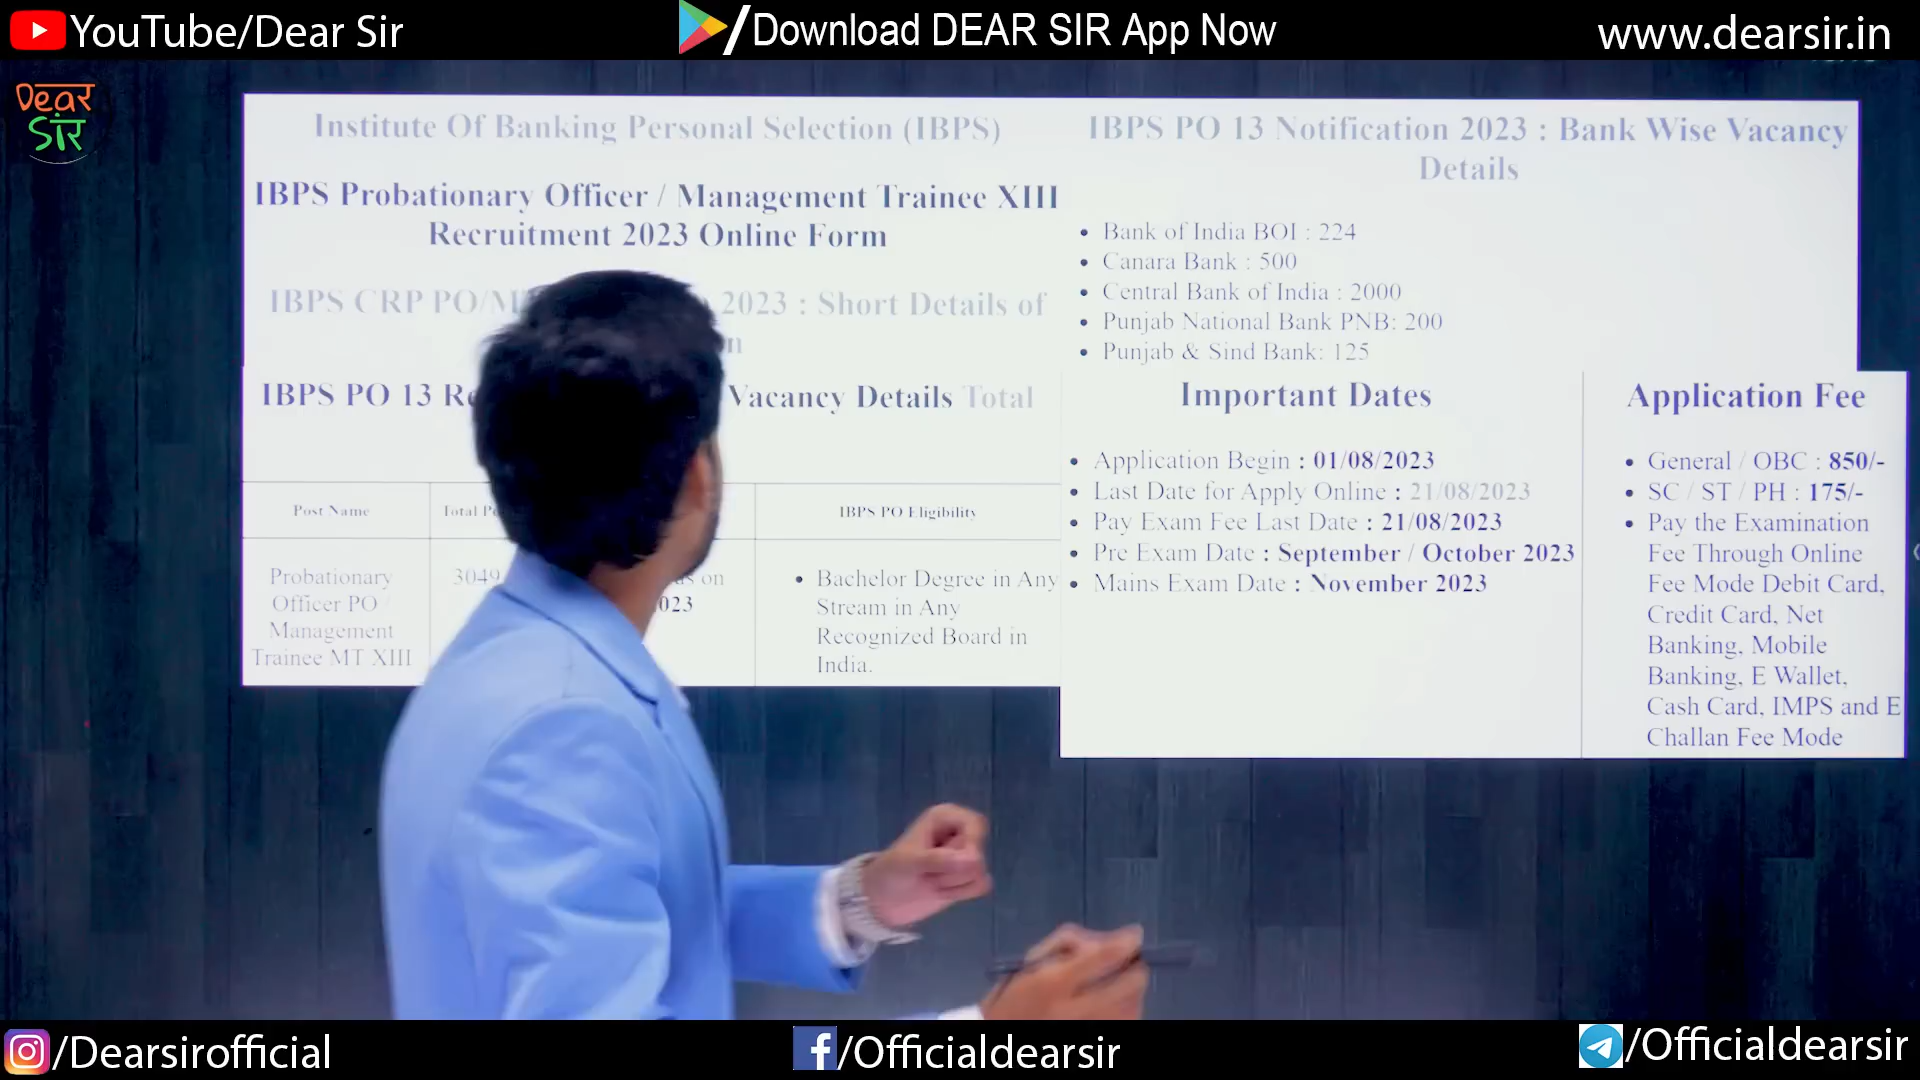 YouTube/Dear Sir
/Download DEAR SIR App Now
www.dearsir.in
Dear
सर
Institute Of Banking Personal Selection (IBPS)
IBPS Probationary Officer / Management Trainee XIII
Recruitment 2023 Online Form
IBPS CRP PO/M 2023 : Short Details of
IBPS PO 13 Vacancy Details Total
Post Name
Total
IBPS PO Eligibility
Probationary
Officer PO /
Management
Trainee MT XIII
3049
as on
2023
• Bachelor Degree in Any
Stream in Any
Recognized Board in
India.
IBPS PO 13 Notification 2023 : Bank Wise Vacancy
Details
• Bank of India BOI : 224
• Canara Bank : 500
• Central Bank of India : 2000
• Punjab National Bank PNB: 200
• Punjab & Sind Bank: 125
Important Dates
• Application Begin : 01/08/2023
• Last Date for Apply Online : 21/08/2023
• Pay Exam Fee Last Date : 21/08/2023
• Pre Exam Date : September / October 2023
• Mains Exam Date : November 2023
Application Fee
• General / OBC : 850/-
• SC / ST / PH : 175/-
• Pay the Examination
Fee Through Online
Fee Mode Debit Card,
Credit Card, Net
Banking, Mobile
Banking, E Wallet,
Cash Card, IMPS and E
Challan Fee Mode
/Dearsirofficial
/Officialdearsir
/Officialdearsir